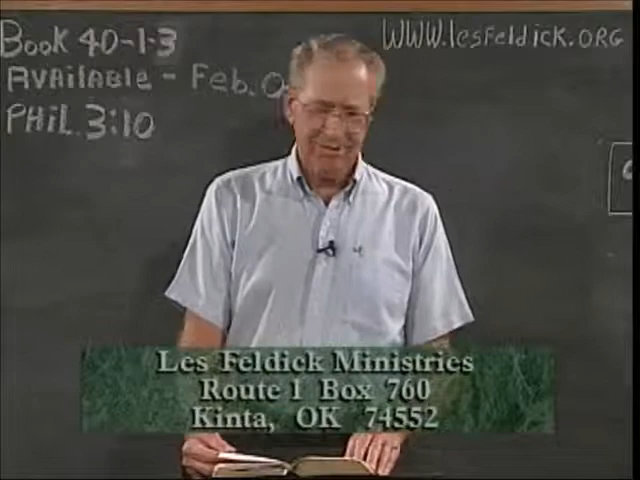 Book 40-1-3
WWW.lesfeldick.ORG
Available - Feb.
PHIL. 3:10
Les Feldick Ministries
Route 1 Box 760
Kinta, OK 74552